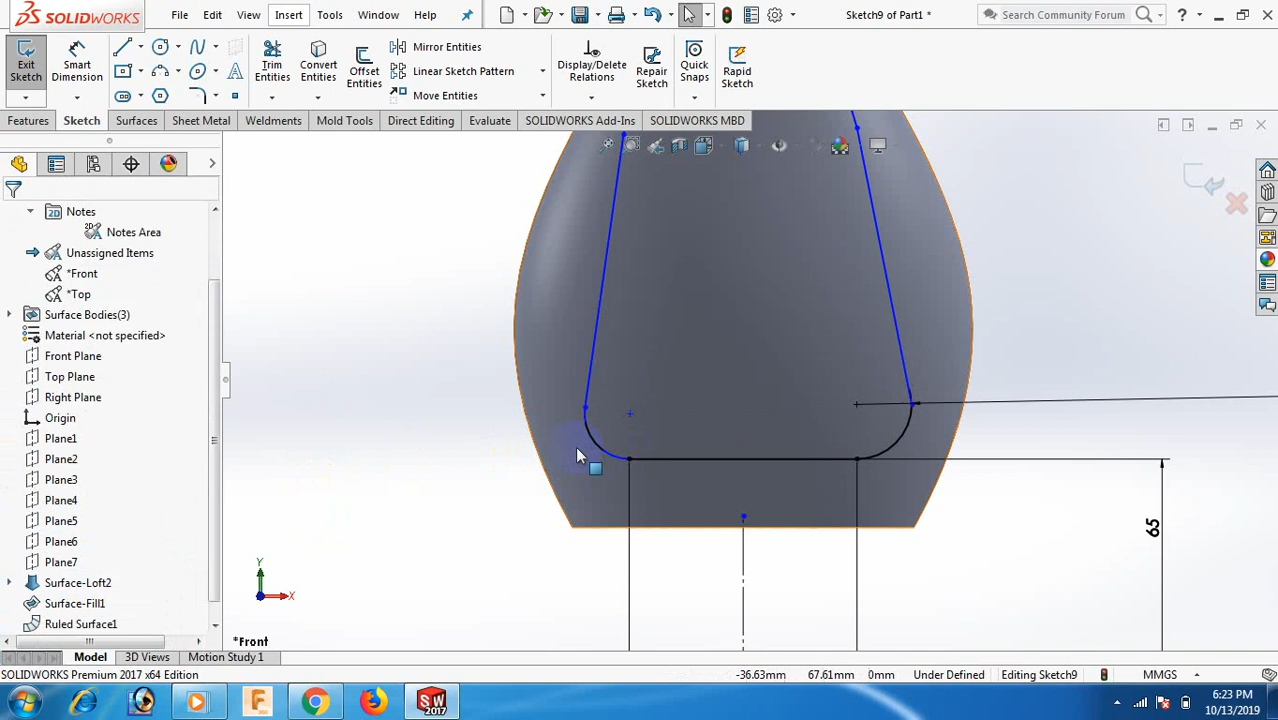 SOLIDWORKS File Edit View Insert Tools Window Help Sketch9 of Part1 * Search Community Forum ?
Exit Sketch
Smart Dimension
Trim Entities
Convert Entities
Offset Entities
Mirror Entities
Linear Sketch Pattern
Move Entities
Display/Delete Relations
Repair Sketch
Quick Snaps
Rapid Sketch
Features Sketch Surfaces Sheet Metal Weldments Mold Tools Direct Editing Evaluate SOLIDWORKS Add-Ins SOLIDWORKS MBD
Notes
Notes Area
Unassigned Items
*Front
*Top
Surface Bodies(3)
Material <not specified>
Front Plane
Top Plane
Right Plane
Origin
Plane1
Plane2
Plane3
Plane4
Plane5
Plane6
Plane7
Surface-Loft2
Surface-Fill1
Ruled Surface1
65
Y
X
*Front
Model 3D Views Motion Study 1
SOLIDWORKS Premium 2017 x64 Edition -36.63mm 67.61mm 0mm Under Defined Editing Sketch9 MMGS
SW 2017
6:23 PM
10/13/2019